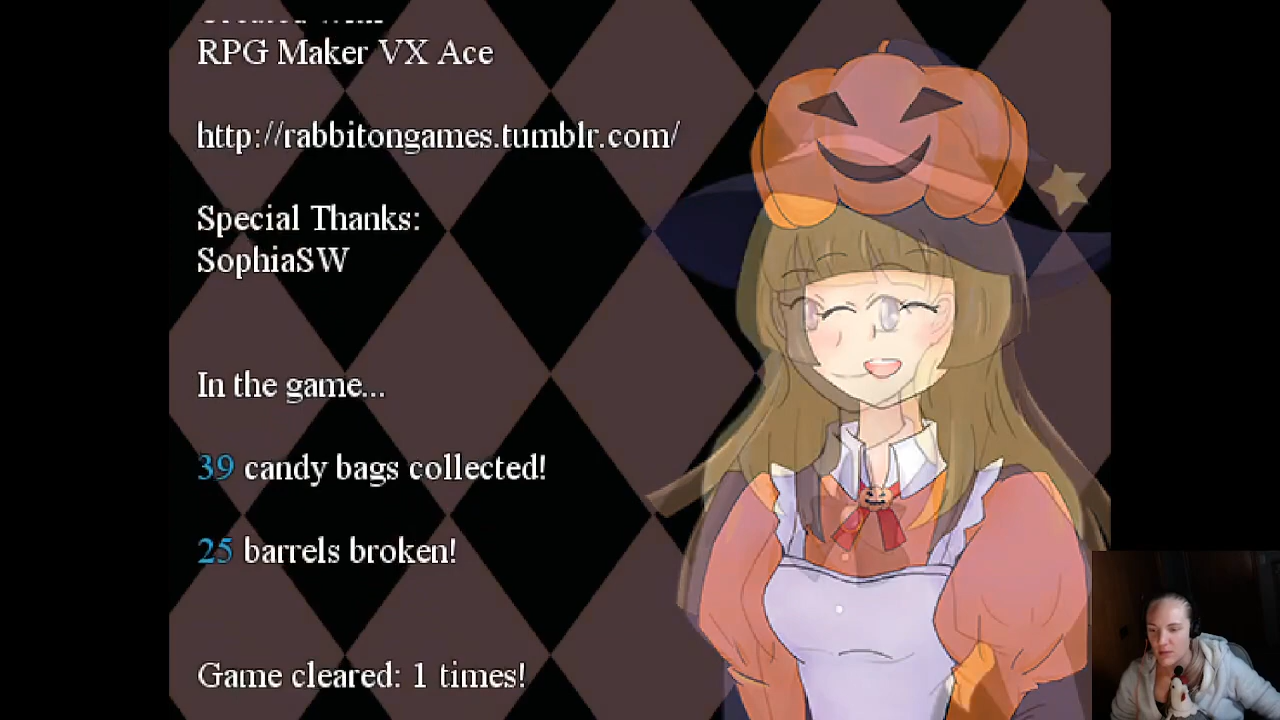 RPG Maker VX Ace
http://rabbitongames.tumblr.com/
Special Thanks:
SophiaSW
In the game...
39 candy bags collected!
25 barrels broken!
Game cleared: 1 times!